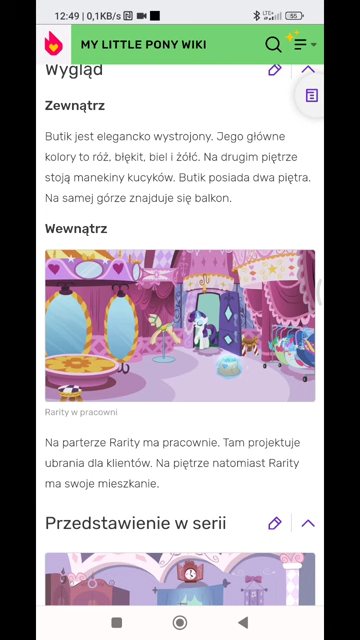 12:49 | 0,1KB/s
LTE
55
MY LITTLE PONY WIKI
Wygląd
Zewnątrz
Butik jest elegancko wystrojony. Jego główne
kolory to róż, błękit, biel i żółć. Na drugim piętrze
stoją manekiny kucyków. Butik posiada dwa piętra.
Na samej górze znajduje się balkon.
Wewnątrz
Rarity w pracowni
Na parterze Rarity ma pracownie. Tam projektuje
ubrania dla klientów. Na piętrze natomiast Rarity
ma swoje mieszkanie.
Przedstawienie w serii